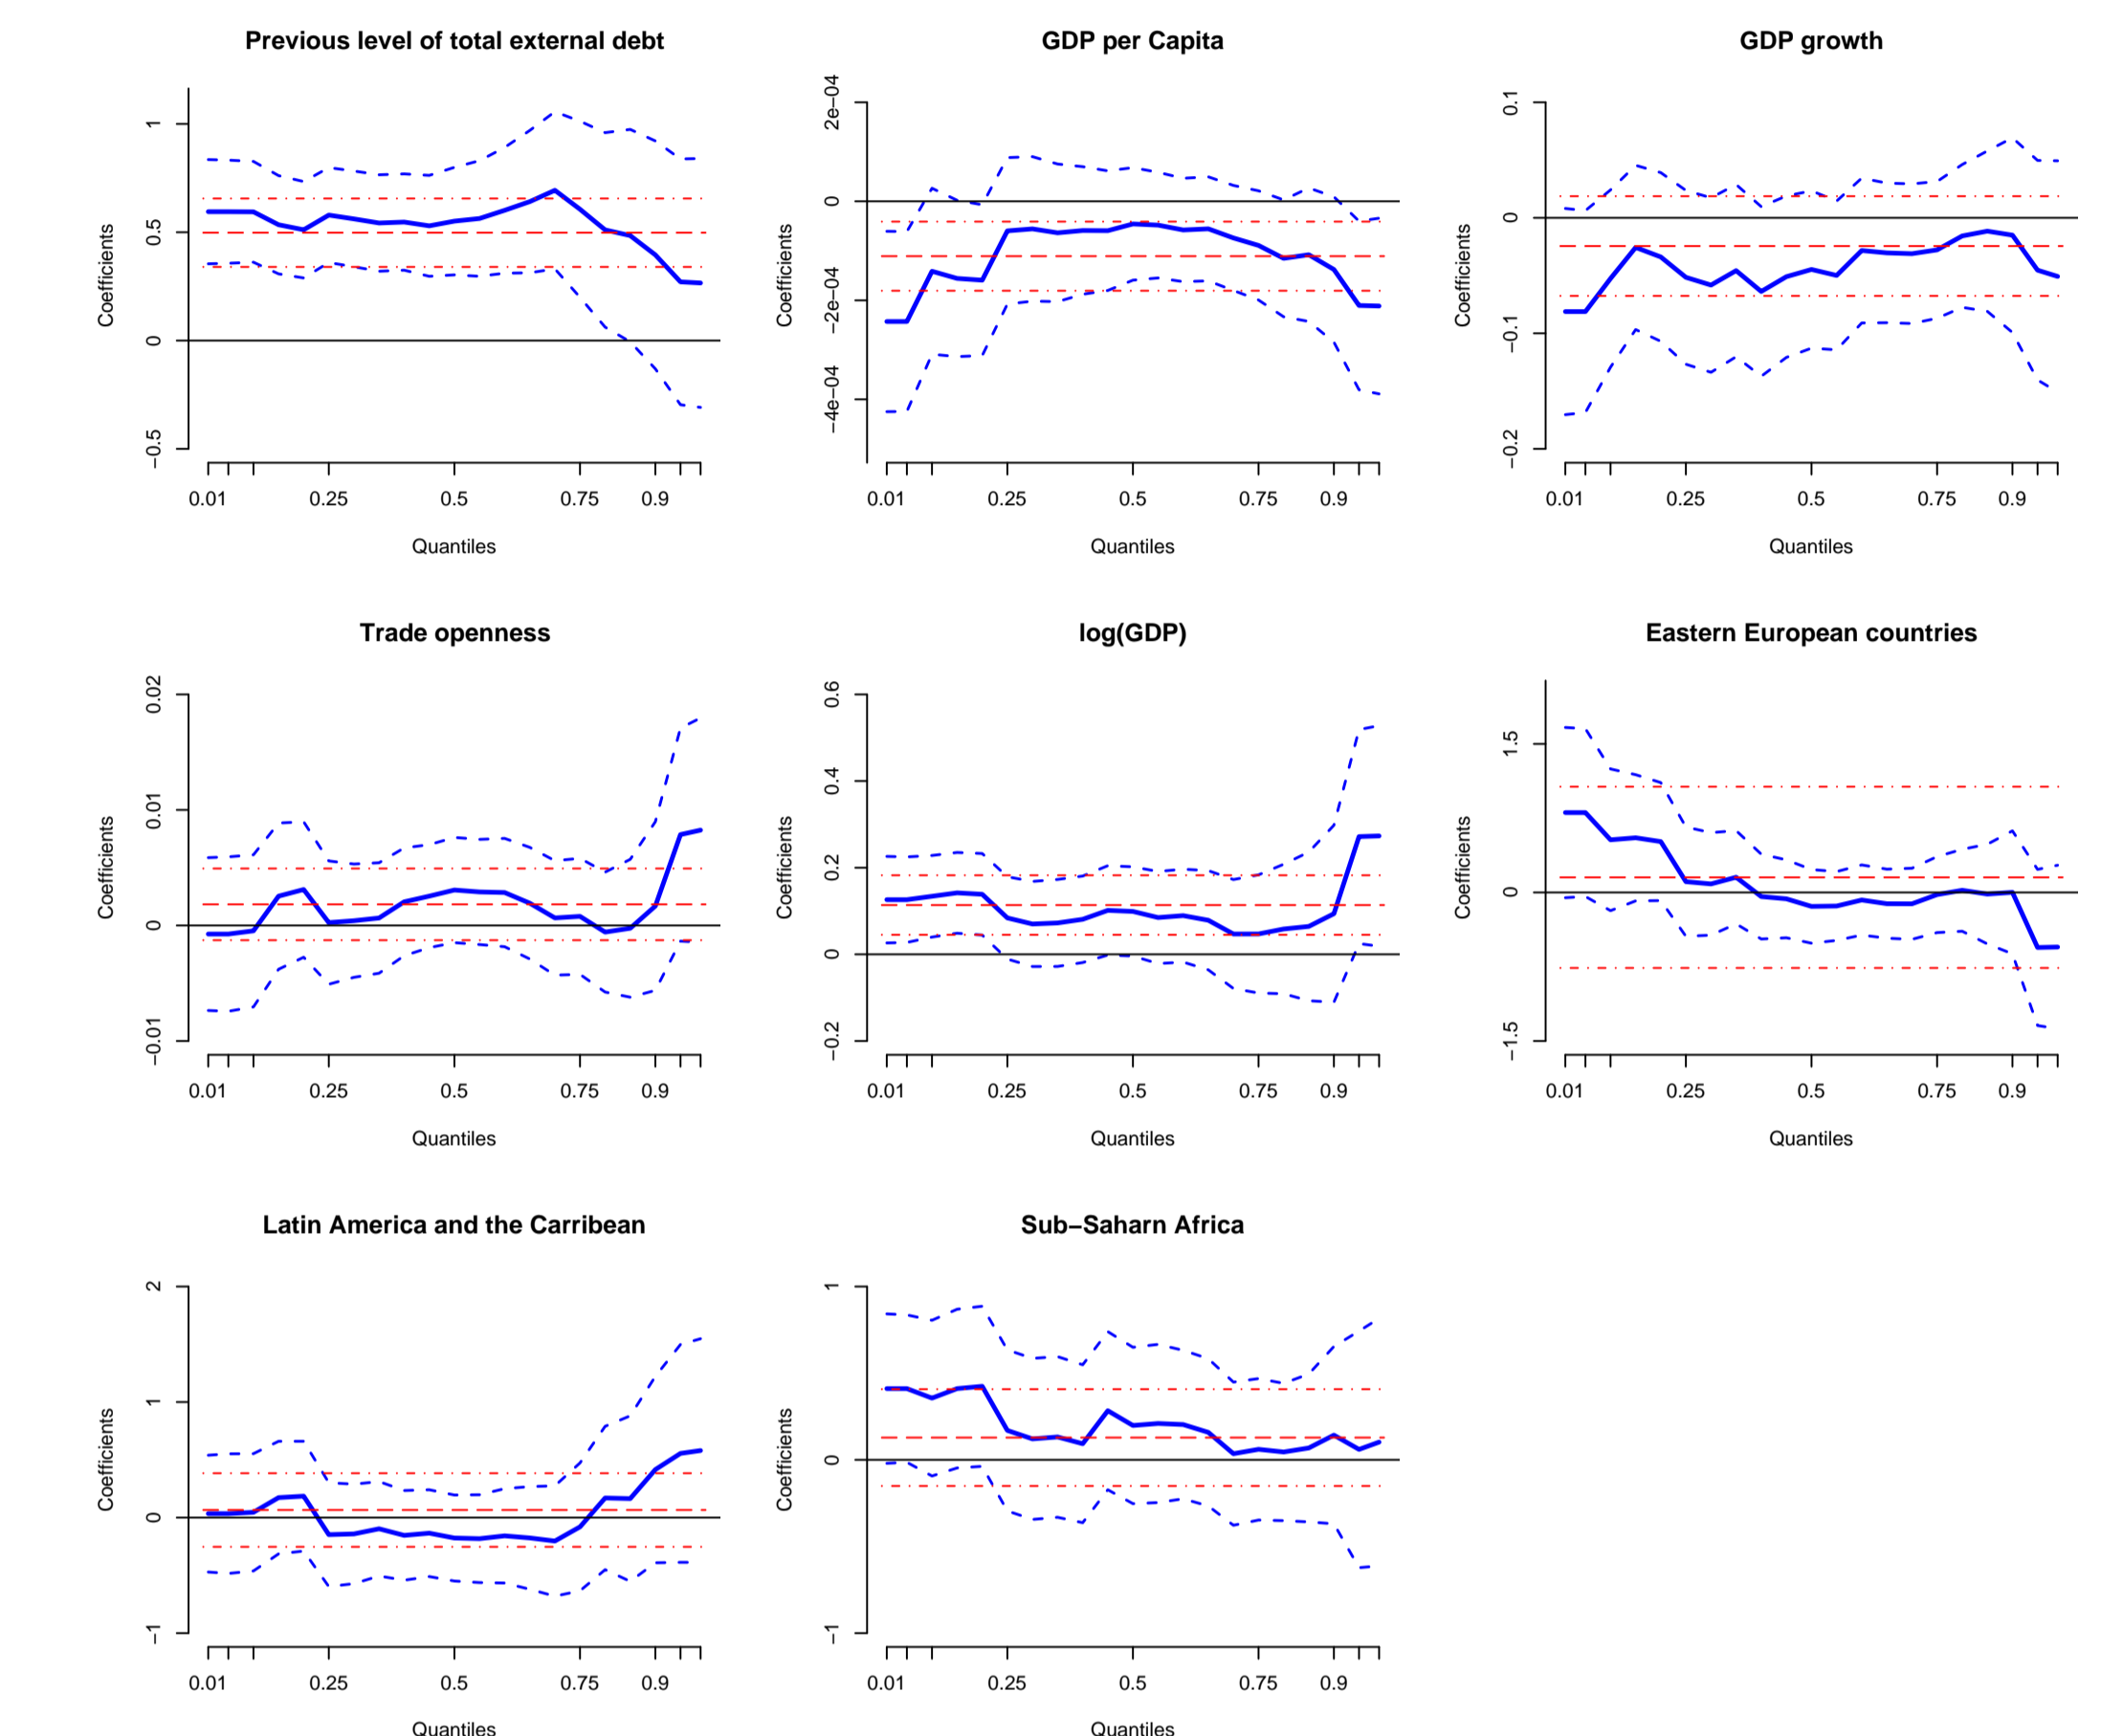 Previous level of total external debt
Coefficients
1
0.5
0
−0.5
0.01 0.25 0.5 0.75 0.9
Quantiles
GDP per Capita
Coefficients
2e−04
0
−2e−04
−4e−04
0.01 0.25 0.5 0.75 0.9
Quantiles
GDP growth
Coefficients
0.1
0
−0.1
−0.2
0.01 0.25 0.5 0.75 0.9
Quantiles
Trade openness
Coefficients
0.02
0.01
0
−0.01
0.01 0.25 0.5 0.75 0.9
Quantiles
log(GDP)
Coefficients
0.6
0.4
0.2
0
−0.2
0.01 0.25 0.5 0.75 0.9
Quantiles
Eastern European countries
Coefficients
1.5
0
−1.5
0.01 0.25 0.5 0.75 0.9
Quantiles
Latin America and the Carribean
Coefficients
2
1
0
−1
0.01 0.25 0.5 0.75 0.9
Quantiles
Sub−Saharn Africa
Coefficients
1
0
−1
0.01 0.25 0.5 0.75 0.9
Quantiles